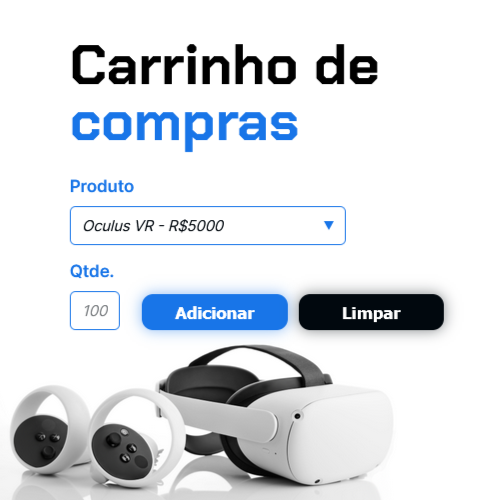 Carrinho de
compras
Produto
Oculus VR - R$5000
Qtde.
100
Adicionar
Limpar